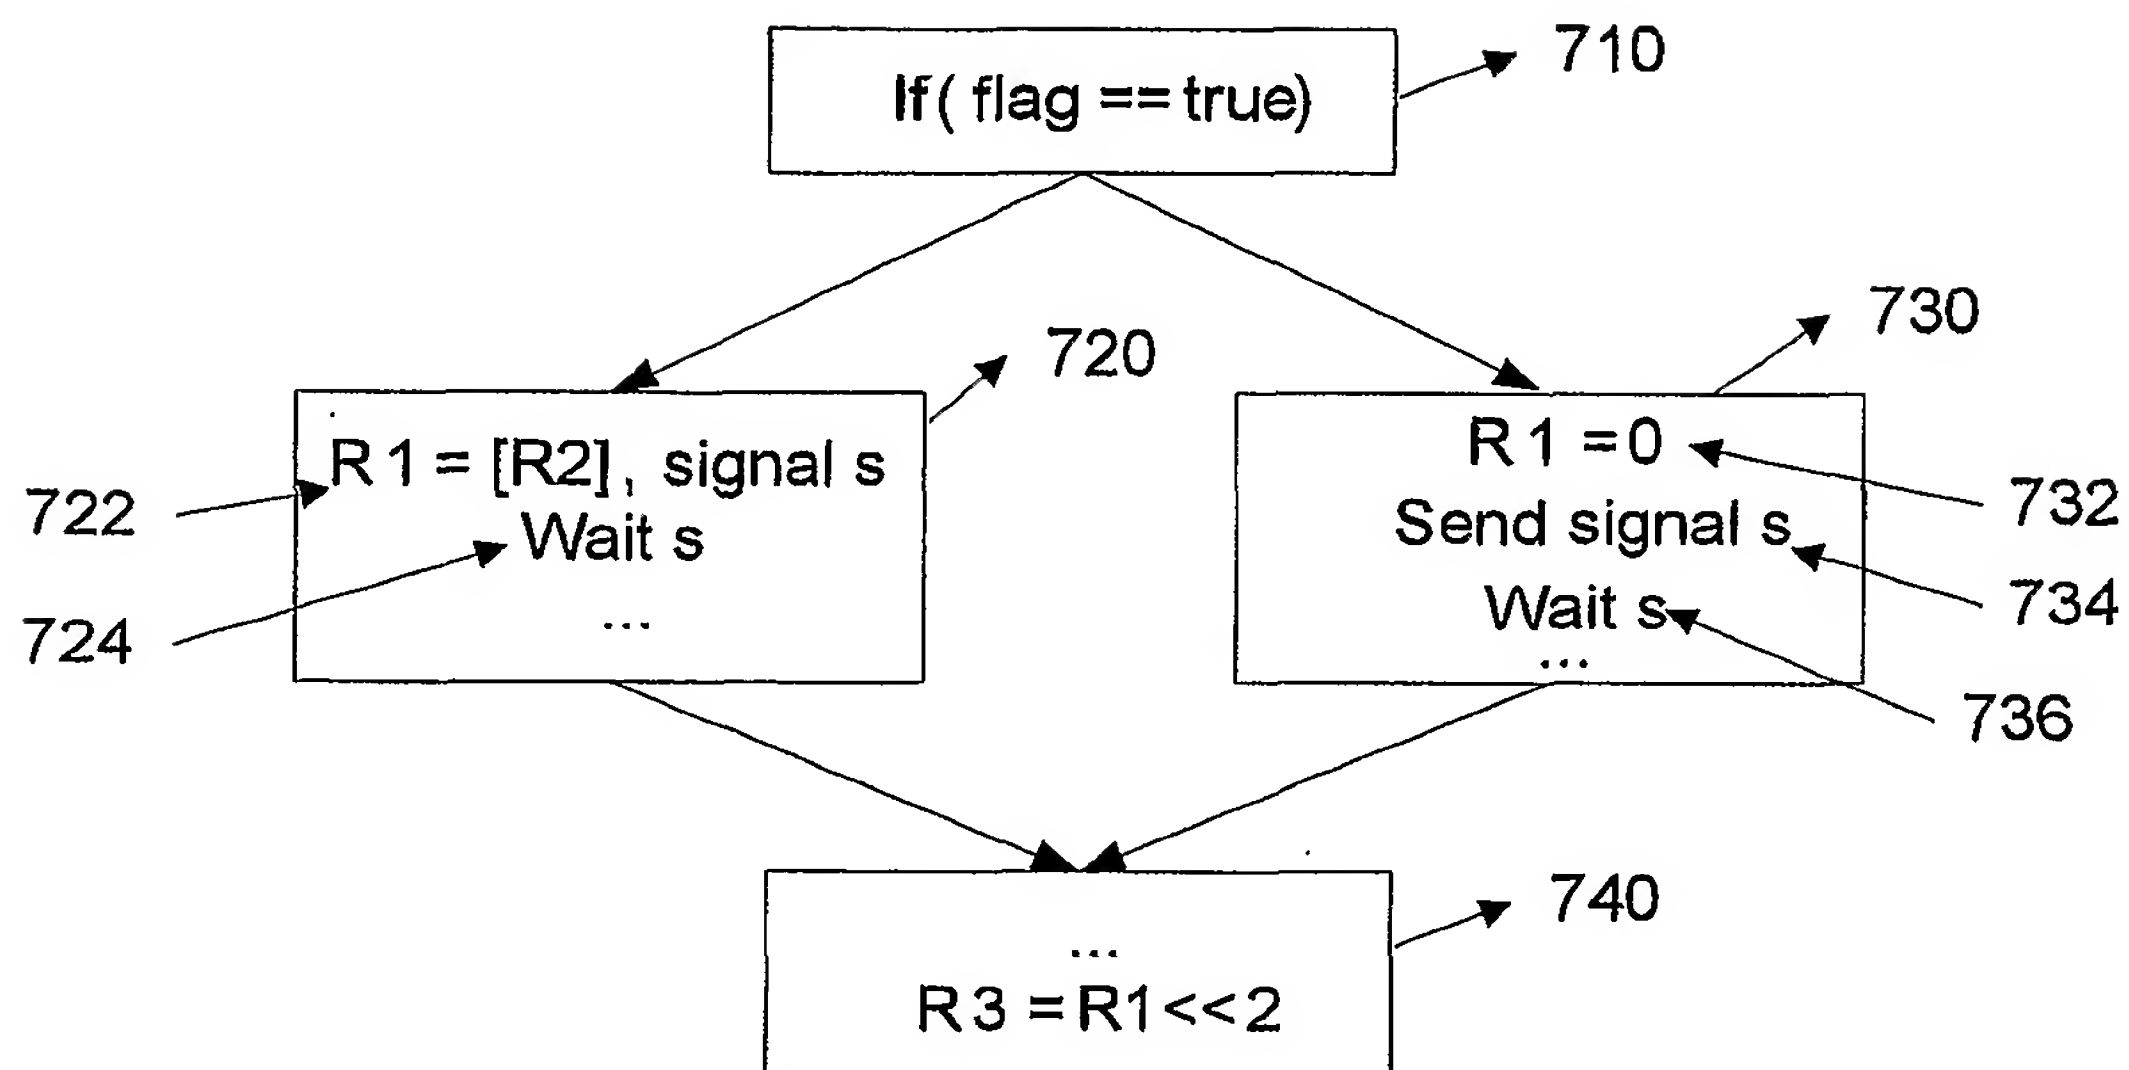 If( flag == true)
710
720
730
R1 = [R2], signal s
Wait s
...
722
724
R1 =0
Send signal s
Wait s
...
732
734
736
740
...
R3 =R1<<2